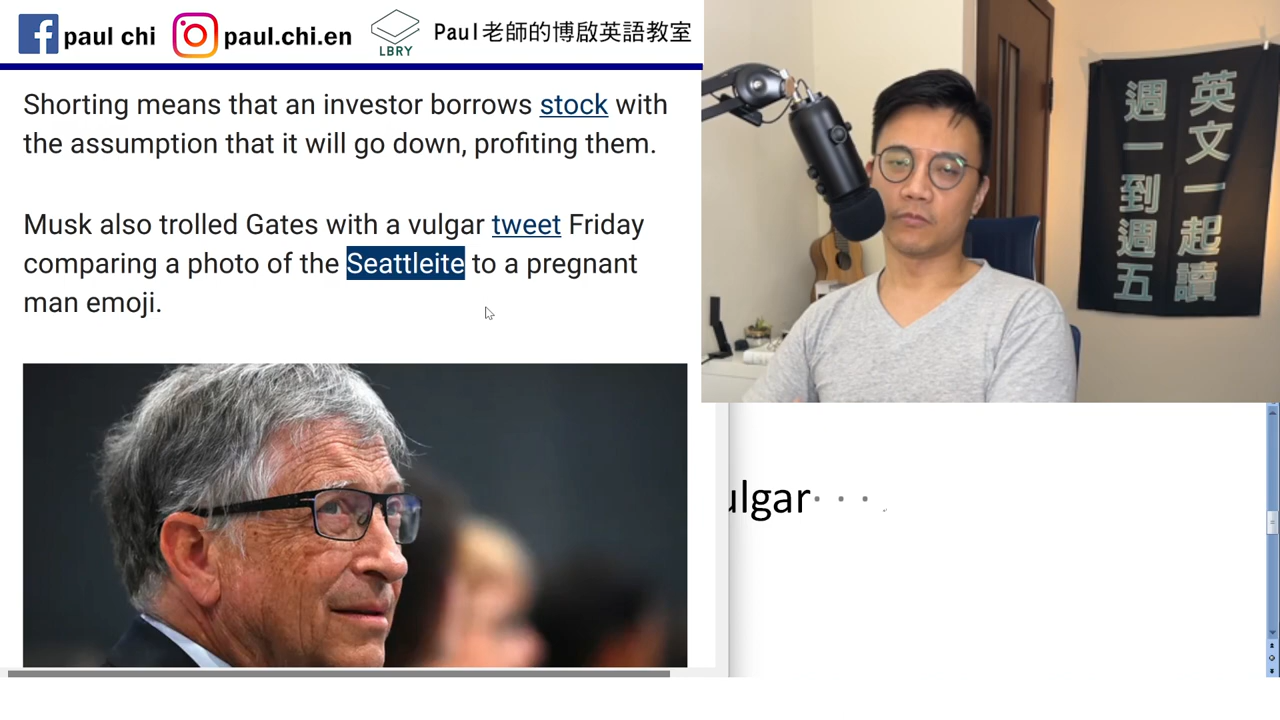 paul chi
paul.chi.en
LBRY
Paul老師的博啟英語教室
Shorting means that an investor borrows stock with
the assumption that it will go down, profiting them.
Musk also trolled Gates with a vulgar tweet Friday
comparing a photo of the Seattleite to a pregnant
man emoji.
英文一起讀
週一到週五
ulgar